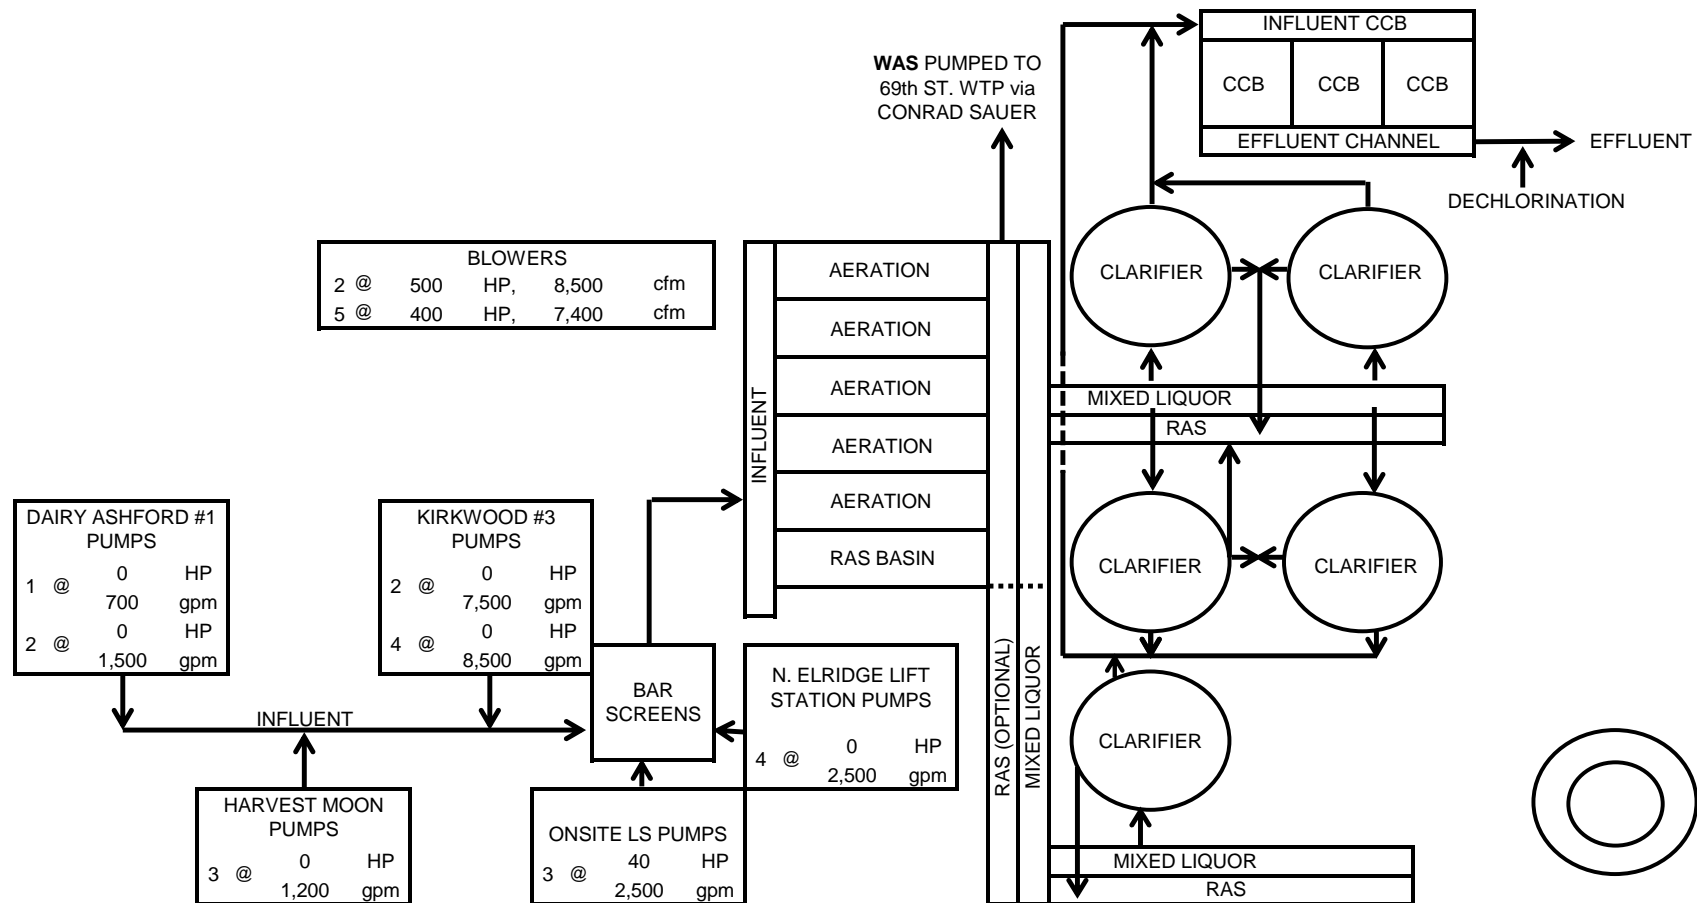 INFLUENT CCB
CCB CCB CCB
EFFLUENT CHANNEL
EFFLUENT
DECHLORINATION
WAS PUMPED TO
69th ST. WTP via
CONRAD SAUER
BLOWERS
2 @ 500 HP, 8,500 cfm
5 @ 400 HP, 7,400 cfm
INFLUENT
AERATION
AERATION
AERATION
AERATION
AERATION
RAS BASIN
RAS (OPTIONAL)
MIXED LIQUOR
CLARIFIER
CLARIFIER
MIXED LIQUOR
RAS
CLARIFIER
CLARIFIER
CLARIFIER
MIXED LIQUOR
RAS
DAIRY ASHFORD #1
PUMPS
1 @ 0 HP
700 gpm
2 @ 0 HP
1,500 gpm
KIRKWOOD #3
PUMPS
2 @ 0 HP
7,500 gpm
4 @ 0 HP
8,500 gpm
INFLUENT
BAR
SCREENS
N. ELRIDGE LIFT
STATION PUMPS
4 @ 0 HP
2,500 gpm
HARVEST MOON
PUMPS
3 @ 0 HP
1,200 gpm
ONSITE LS PUMPS
3 @ 40 HP
2,500 gpm